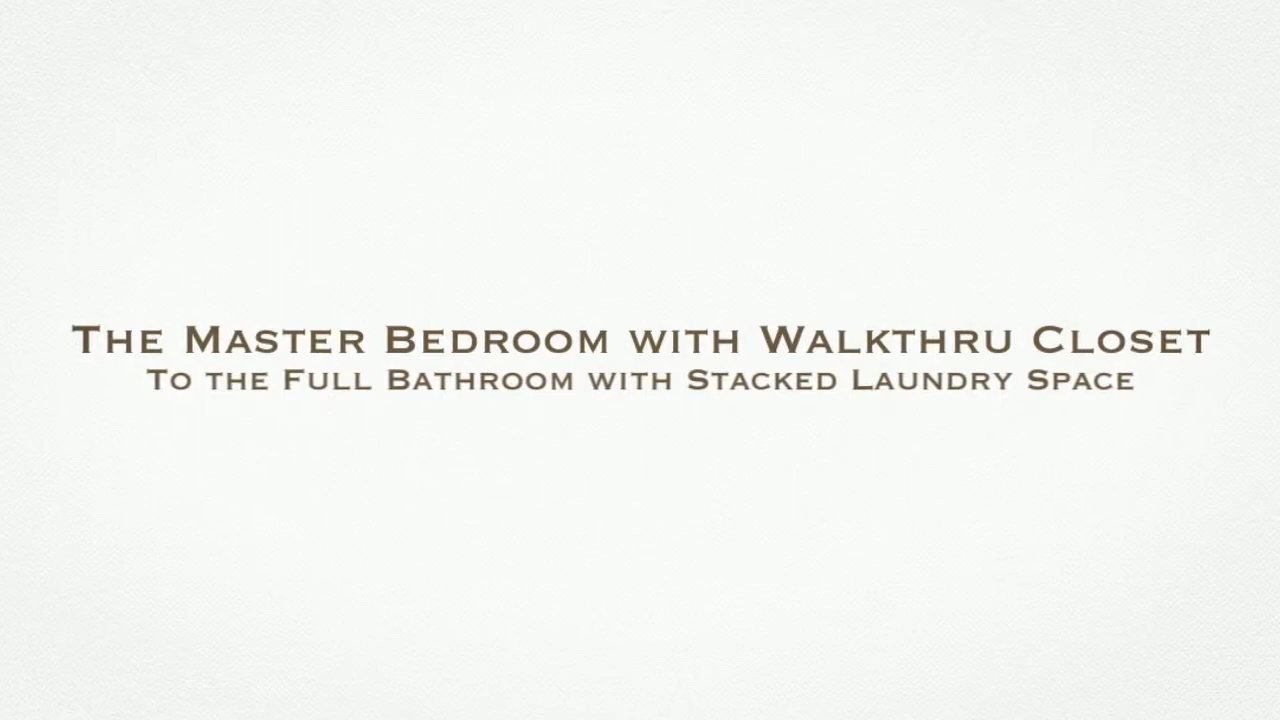 The Master Bedroom with Walkthru Closet
To the Full Bathroom with Stacked Laundry Space